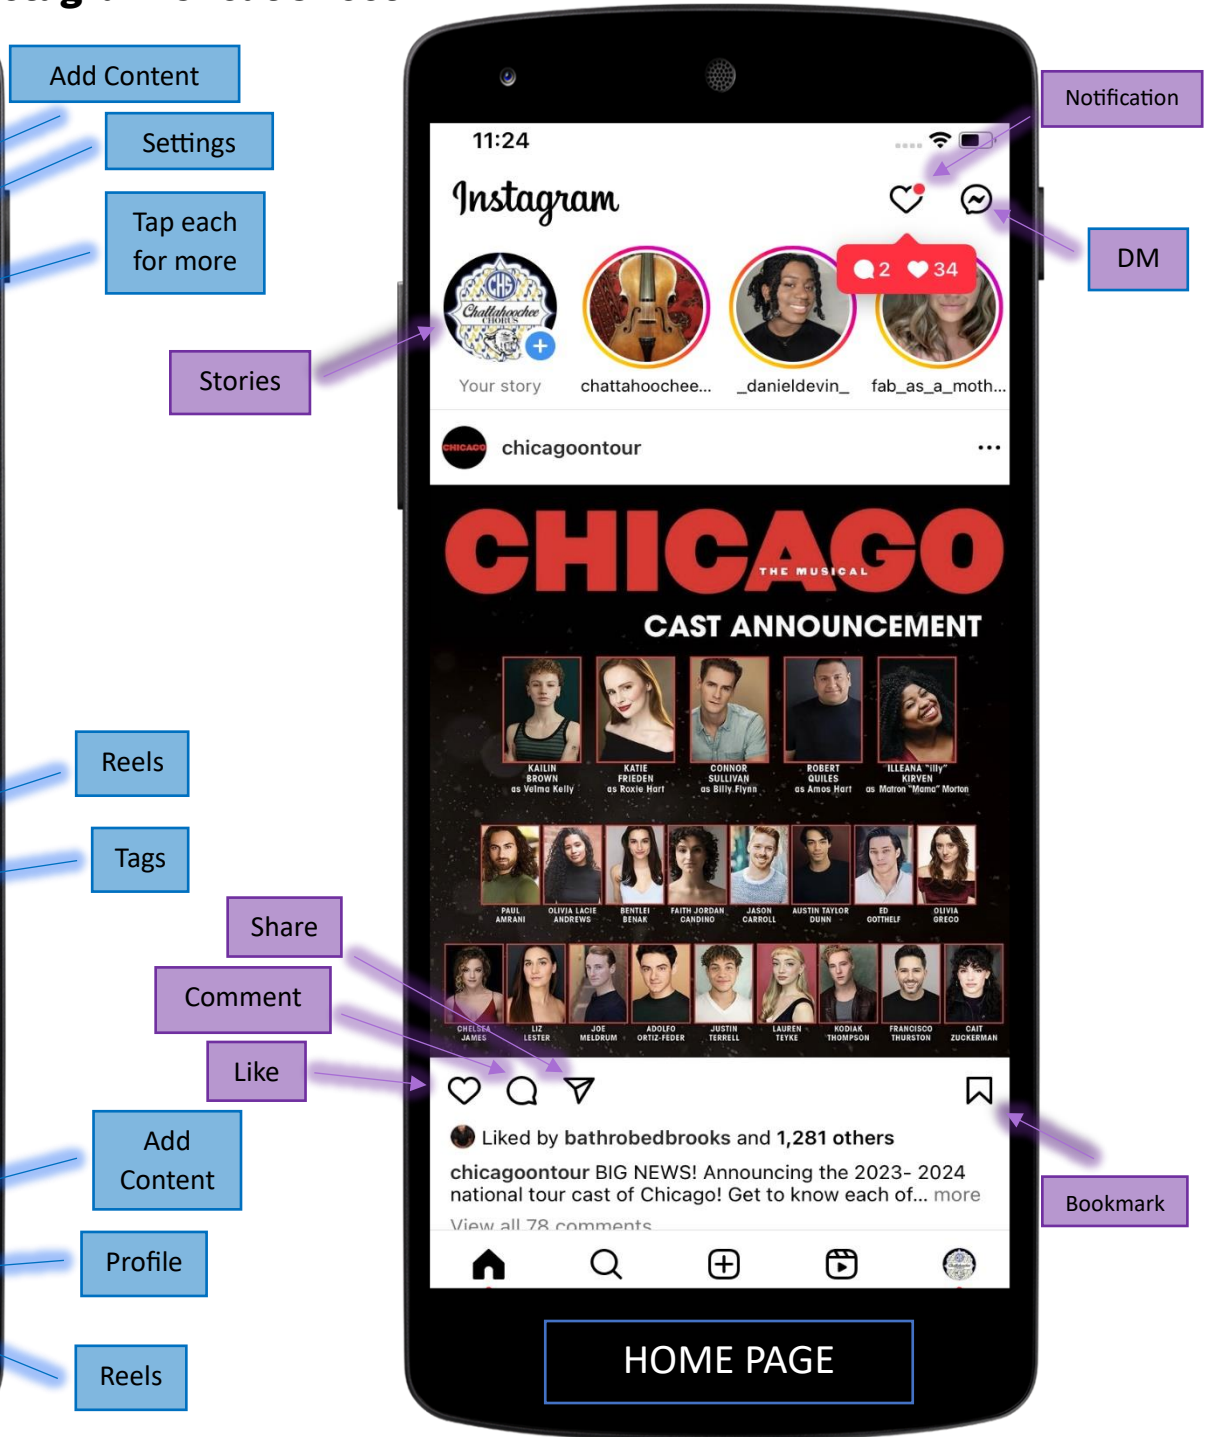 Add Content
Settings
Tap each
for more
Stories
Reels
Tags
Share
Comment
Like
Add
Content
Profile
Reels
Notification
DM
Bookmark
11:24
Instagram
2 34
CHS
Chattahoochee
CHORUS
Your story chattahoochee... _danieldevin_ fab_as_a_moth...
CHICAGO
chicagoontour
CHICAGO
THE MUSICAL
CAST ANNOUNCEMENT
KAILIN KATIE CONNOR ROBERT ILLEANA "illy"
BROWN FRIEDEN SULLIVAN QUILES KIRVEN
as Velma Kelly as Roxie Hart as Billy Flynn as Amos Hart as Matron "Mama" Morton
PAUL OLIVIA LACIE BENTLEI FAITH JORDAN JASON AUSTIN TAYLOR ED OLIVIA
AMRANI ANDREWS BENAK CANDINO CARROLL DUNN GOTTHELF GRECO
CHELSEA LIZ JOE ADOLFO JUSTIN LAUREN KODIAK FRANCISCO CAIT
JAMES LESTER MELDRUM ORTIZ-FEDER TERRELL TEYKE THOMPSON THURSTON ZUCKERMAN
Liked by bathrobedbrooks and 1,281 others
chicagoontour BIG NEWS! Announcing the 2023- 2024
national tour cast of Chicago! Get to know each of... more
View all 78 comments
HOME PAGE